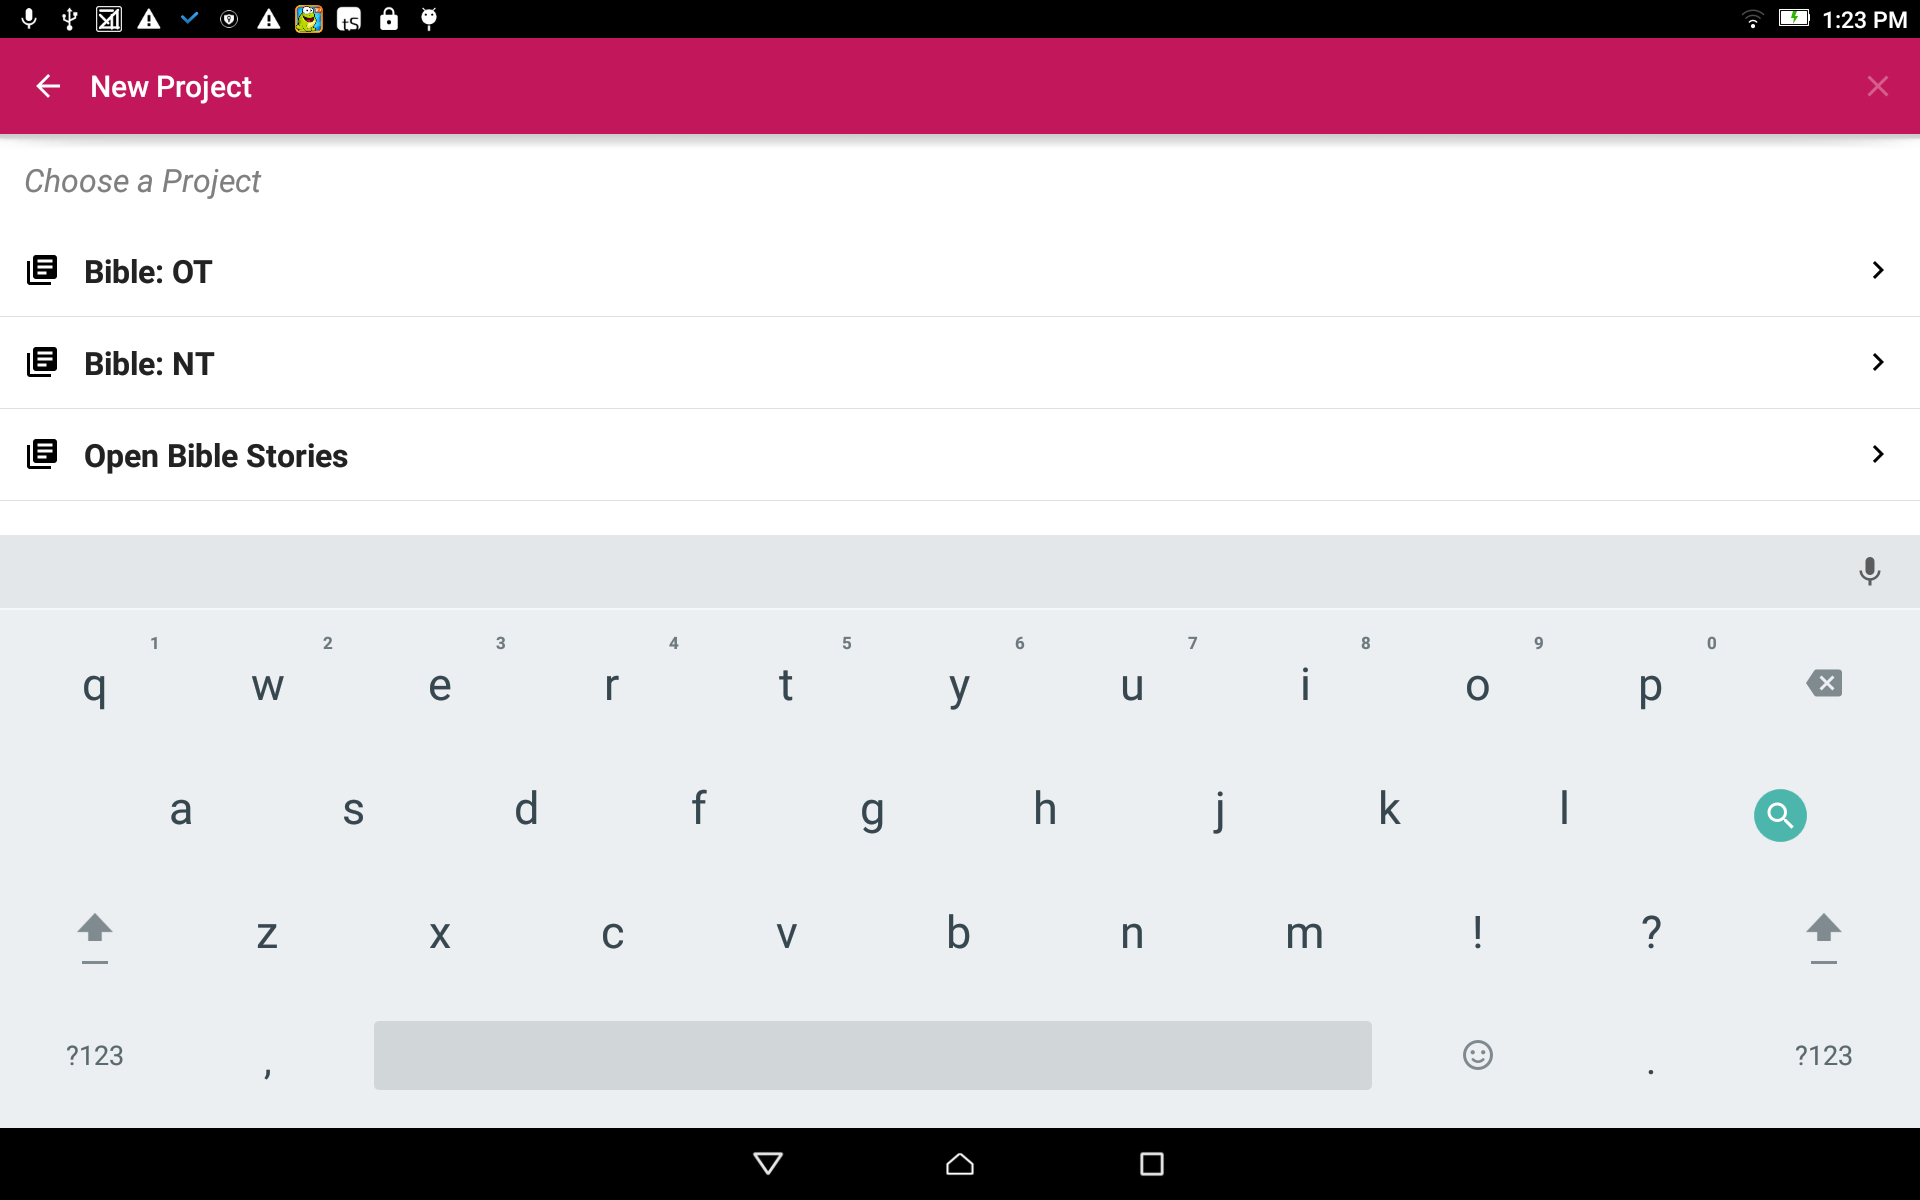 tS 1:23 PM
New Project
Choose a Project
Bible: OT
Bible: NT
Open Bible Stories
1 2 3 4 5 6 7 8 9 0
q w e r t y u i o p
a s d f g h j k l
z x c v b n m ! ?
?123 , . ?123